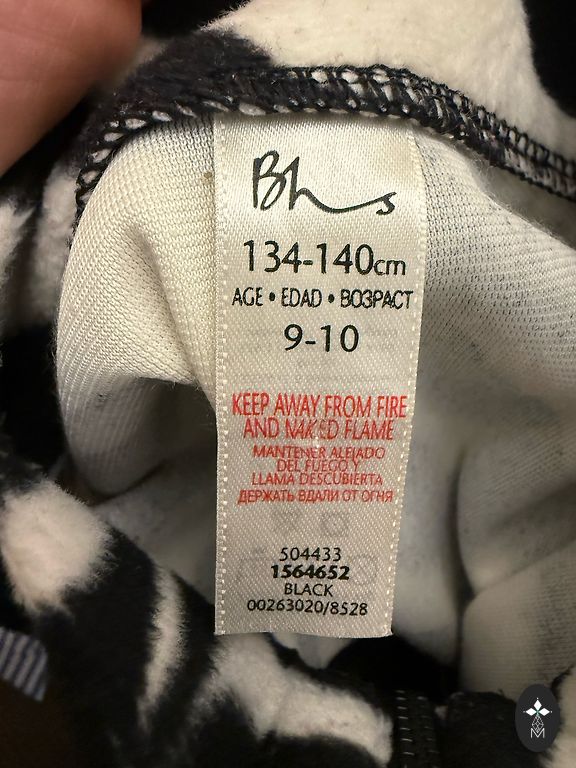 Bhs
134-140cm
AGE • EDAD • ВОЗРАСТ
9-10
KEEP AWAY FROM FIRE
AND NAKED FLAME
MANTENER ALEJADO
DEL FUEGO Y
LLAMA DESCUBIERTA
ДЕРЖАТЬ ВДАЛИ ОТ ОГНЯ
504433
1564652
BLACK
00263020/8528
M